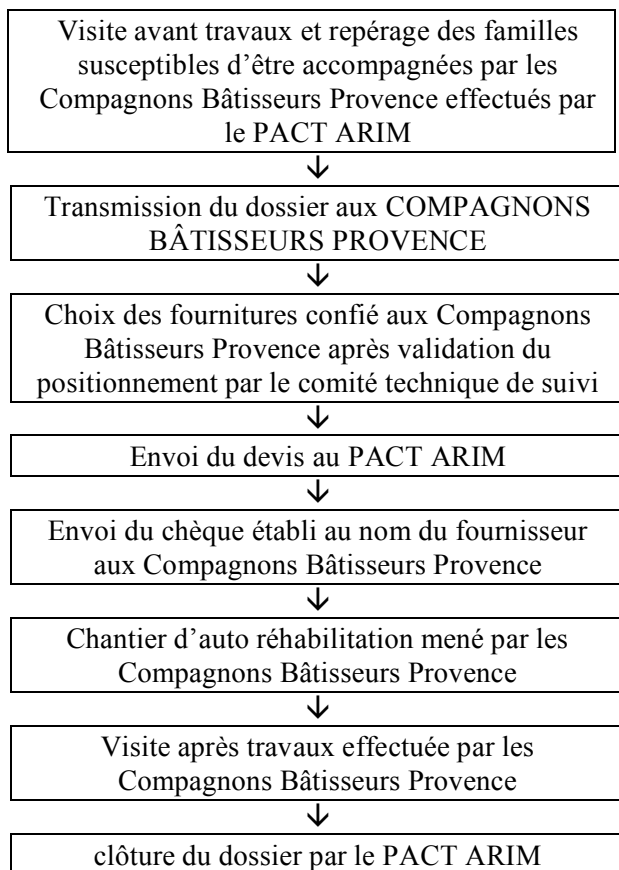 Visite avant travaux et repérage des familles
susceptibles d'être accompagnées par les
Compagnons Bâtisseurs Provence effectués par
le PACT ARIM
Transmission du dossier aux COMPAGNONS
BÂTISSEURS PROVENCE
Choix des fournitures confié aux Compagnons
Bâtisseurs Provence après validation du
positionnement par le comité technique de suivi
Envoi du devis au PACT ARIM
Envoi du chèque établi au nom du fournisseur
aux Compagnons Bâtisseurs Provence
Chantier d'auto réhabilitation mené par les
Compagnons Bâtisseurs Provence
Visite après travaux effectuée par les
Compagnons Bâtisseurs Provence
clôture du dossier par le PACT ARIM